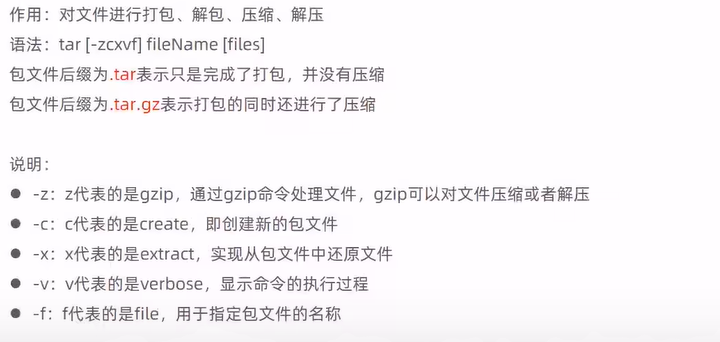 作用：对文件进行打包、解包、压缩、解压
语法：tar [-zcxvf] fileName [files]
包文件后缀为.tar表示只是完成了打包，并没有压缩
包文件后缀为.tar.gz表示打包的同时还进行了压缩
说明：
● -z：z代表的是gzip，通过gzip命令处理文件，gzip可以对文件压缩或者解压
● -c：c代表的是create，即创建新的包文件
● -x：x代表的是extract，实现从包文件中还原文件
● -v：v代表的是verbose，显示命令的执行过程
● -f：f代表的是file，用于指定包文件的名称